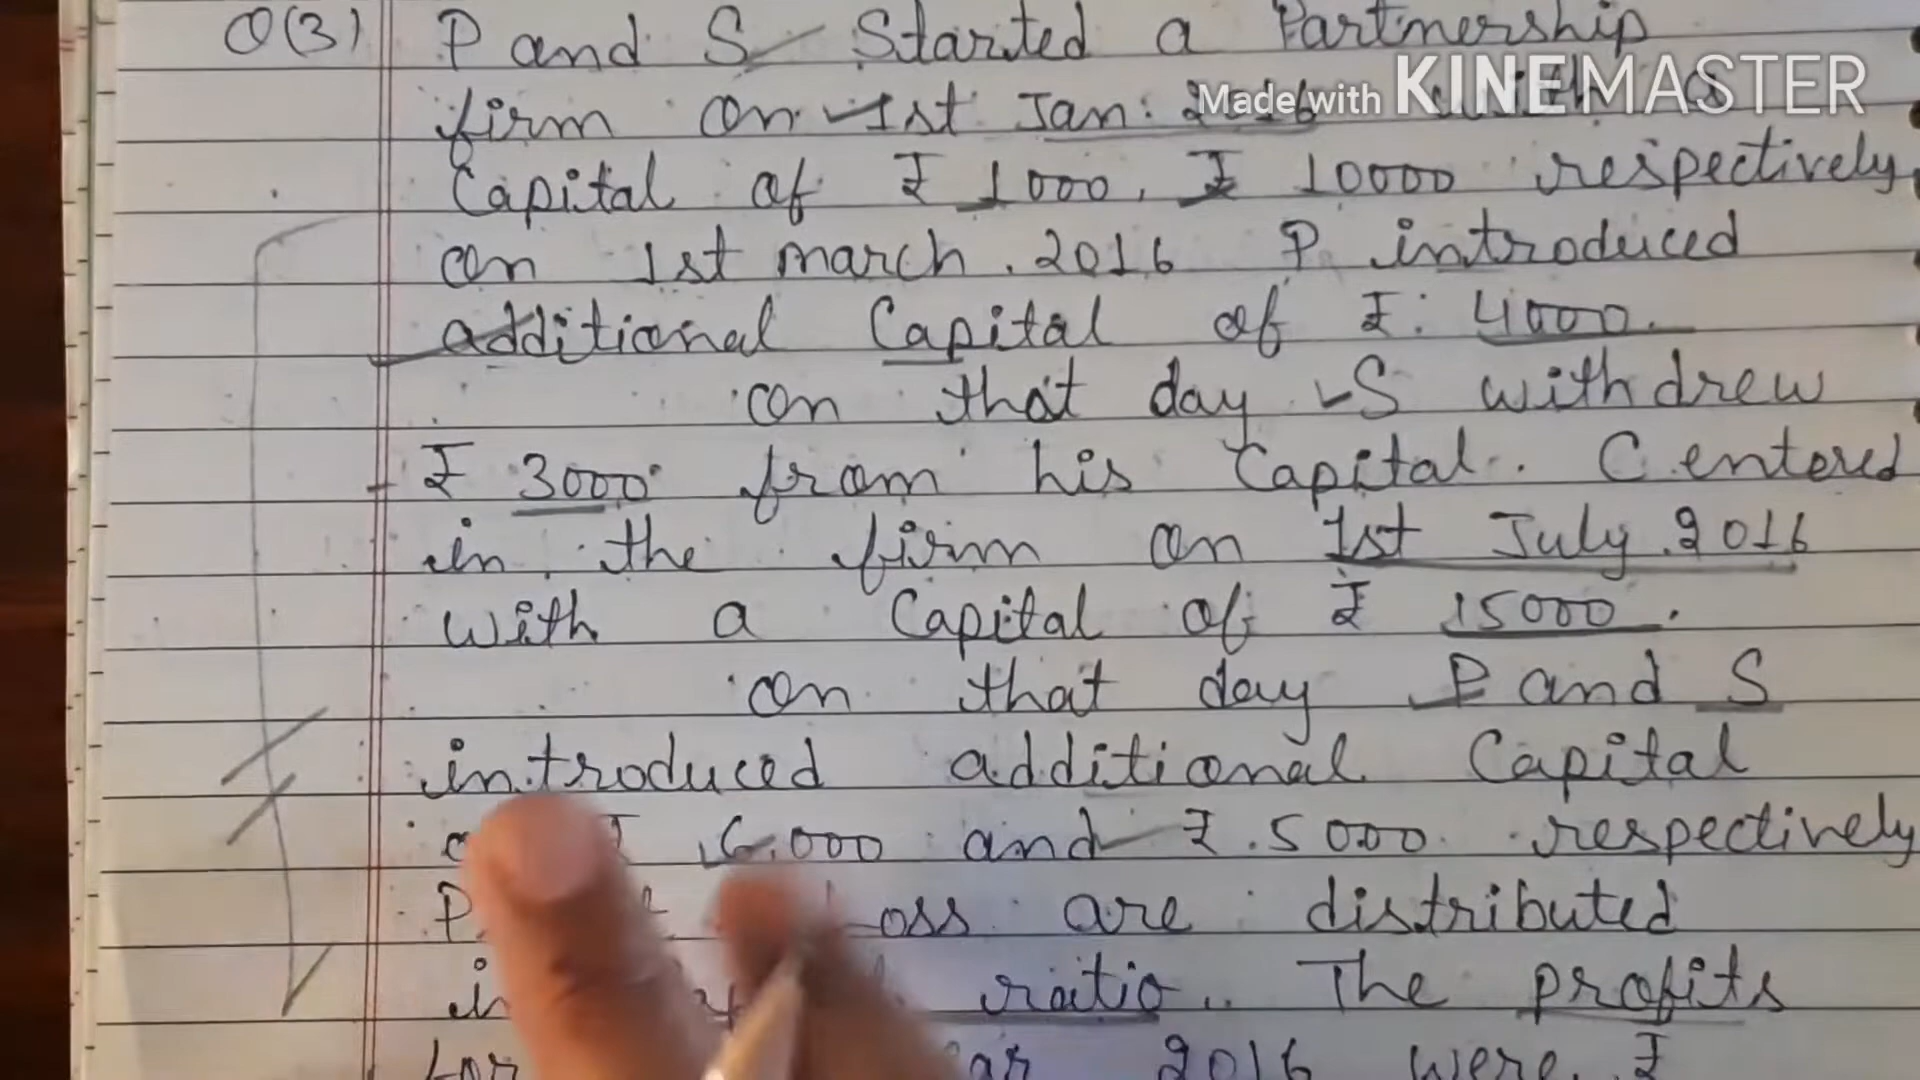 Q(3) P and S Started a Partnership
Made with KINEMASTER
firm on 1st Jan: 2016 with a
Capital of ₹ 1000, ₹ 10000 respectively
on 1st march. 2016 P introduced
additional Capital of ₹: 4000.
on that day S withdrew
₹ 3000 from his Capital. C entered
in the firm on 1st July. 2016
with a Capital of ₹ 15000.
on that day P and S
introduced additional Capital
₹ 6000 and ₹. 5000. respectively
are distributed
ratio. The profits
2016 were ₹